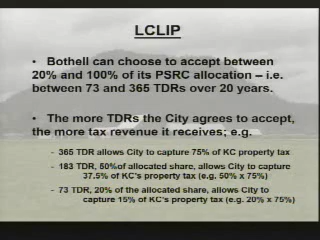 LCLIP
• Bothell can choose to accept between
20% and 100% of its PSRC allocation – i.e.
between 73 and 365 TDRs over 20 years.
• The more TDRs the City agrees to accept,
the more tax revenue it receives; e.g.
- 365 TDR allows City to capture 75% of KC property tax
- 183 TDR, 50%of allocated share, allows City to capture
37.5% of KC's property tax (e.g. 50% x 75%)
- 73 TDR, 20% of the allocated share, allows City to
capture 15% of KC's property tax (e.g. 20% x 75%)